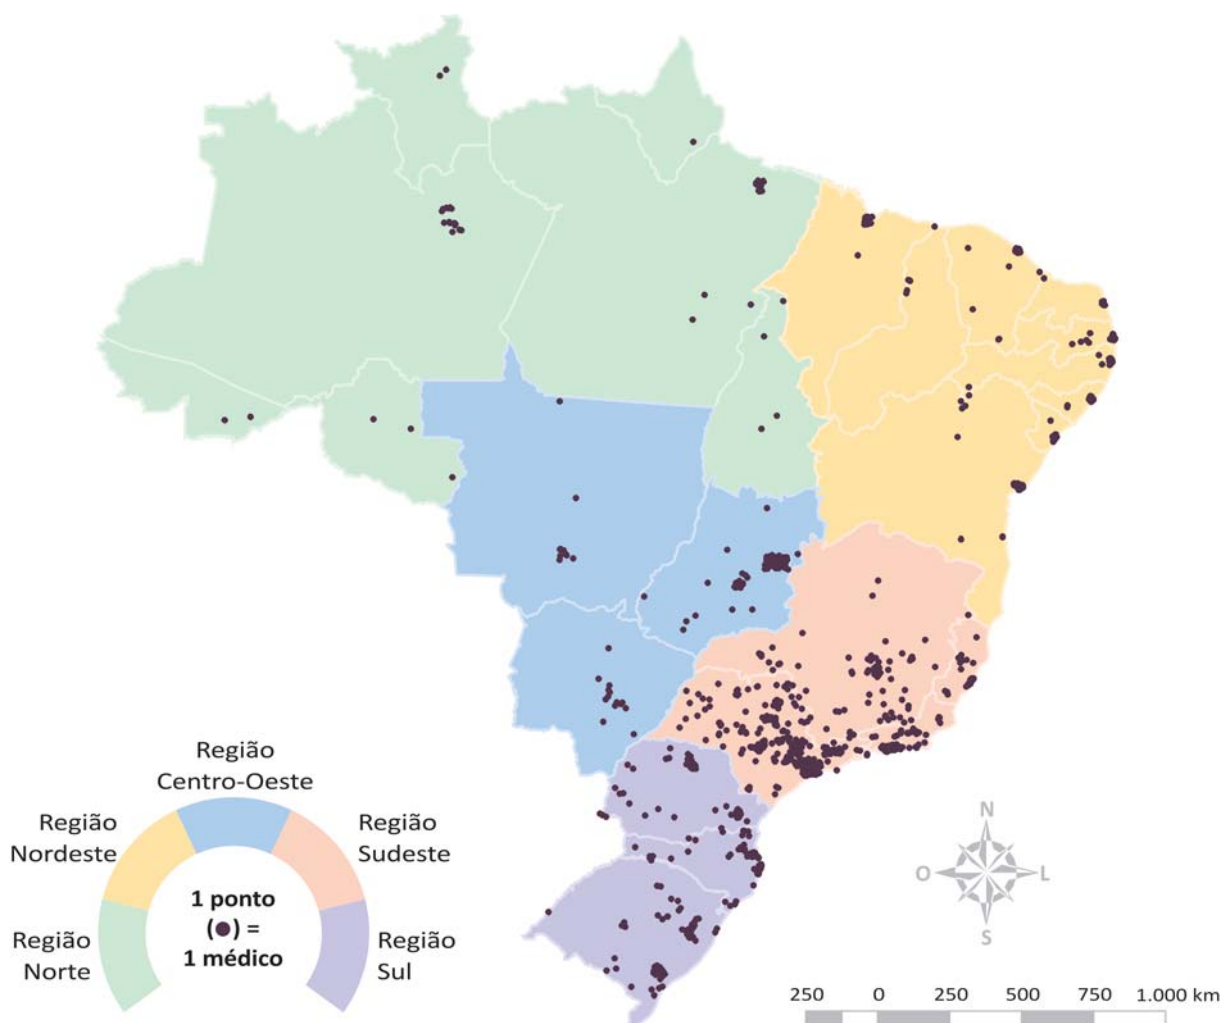 Região
Centro-Oeste
Região
Nordeste
Região
Sudeste
1 ponto
(●) =
1 médico
Região
Norte
Região
Sul
N
O
L
S
250 0 250 500 750 1.000 km